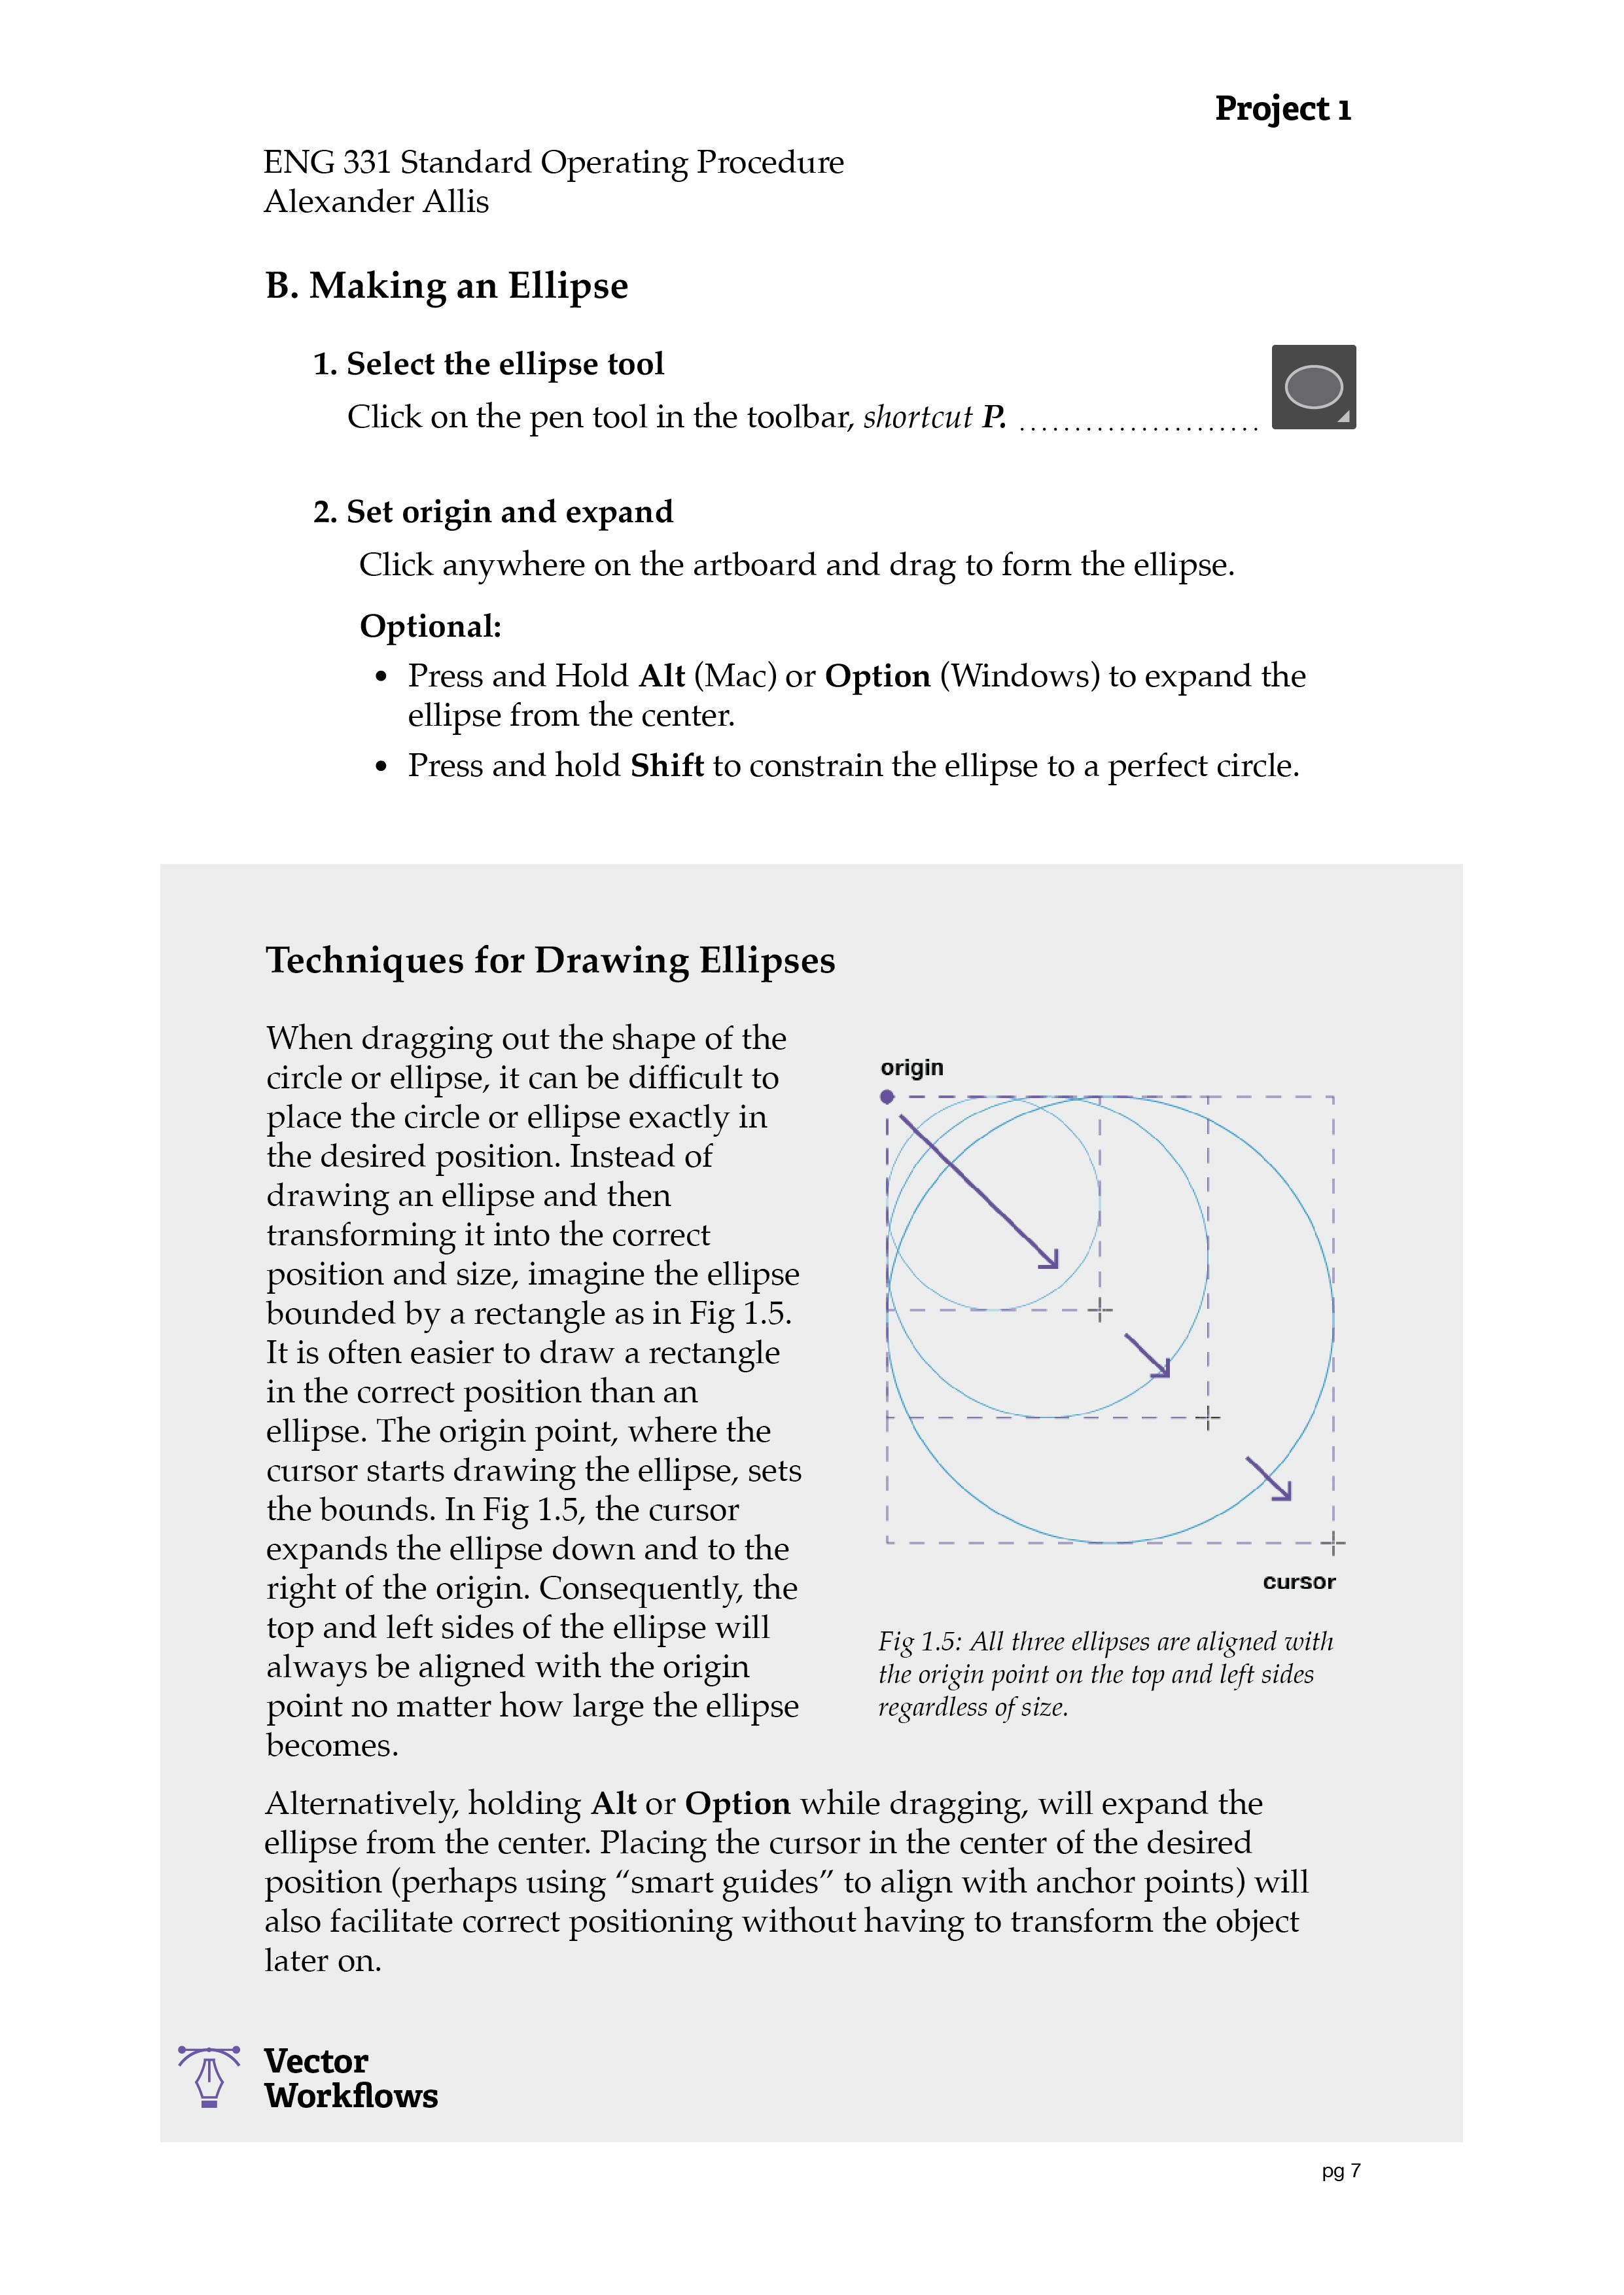 Project 1
ENG 331 Standard Operating Procedure
Alexander Allis
B. Making an Ellipse
1. Select the ellipse tool
Click on the pen tool in the toolbar, shortcut P. ......................
2. Set origin and expand
Click anywhere on the artboard and drag to form the ellipse.
Optional:
• Press and Hold Alt (Mac) or Option (Windows) to expand the
ellipse from the center.
• Press and hold Shift to constrain the ellipse to a perfect circle.
Techniques for Drawing Ellipses
When dragging out the shape of the
circle or ellipse, it can be difficult to
place the circle or ellipse exactly in
the desired position. Instead of
drawing an ellipse and then
transforming it into the correct
position and size, imagine the ellipse
bounded by a rectangle as in Fig 1.5.
It is often easier to draw a rectangle
in the correct position than an
ellipse. The origin point, where the
cursor starts drawing the ellipse, sets
the bounds. In Fig 1.5, the cursor
expands the ellipse down and to the
right of the origin. Consequently, the
top and left sides of the ellipse will
always be aligned with the origin
point no matter how large the ellipse
becomes.
origin
cursor
Fig 1.5: All three ellipses are aligned with
the origin point on the top and left sides
regardless of size.
Alternatively, holding Alt or Option while dragging, will expand the
ellipse from the center. Placing the cursor in the center of the desired
position (perhaps using “smart guides” to align with anchor points) will
also facilitate correct positioning without having to transform the object
later on.
Vector
Workflows
pg 7